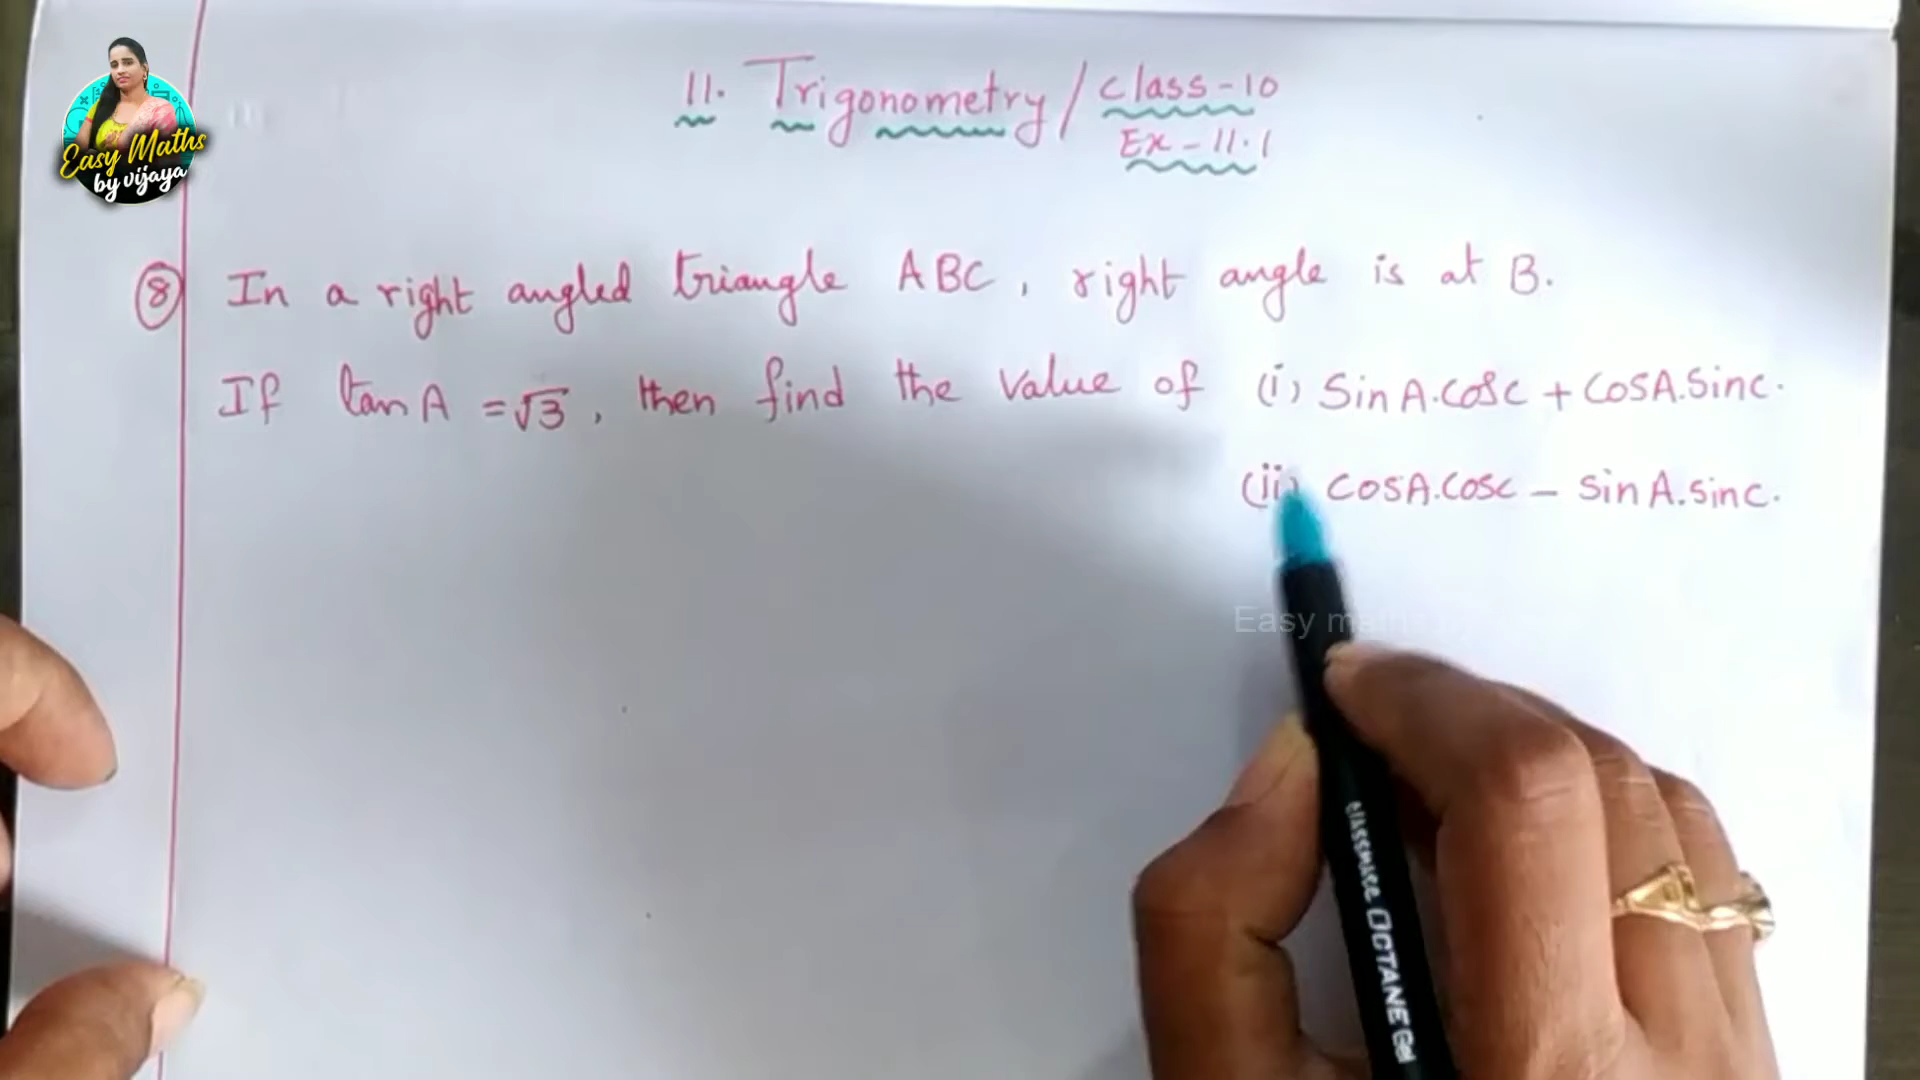 Easy Maths
by vijaya
11. Trigonometry / class-10
Ex - 11.1
(8) In a right angled triangle ABC, right angle is at B.
If tan A = √3, then find the value of (i) Sin A.cosc + cosA.sinc.
(ii) cosA.cosc - sin A.sinc.
Easy
classmate OCTANE Gel